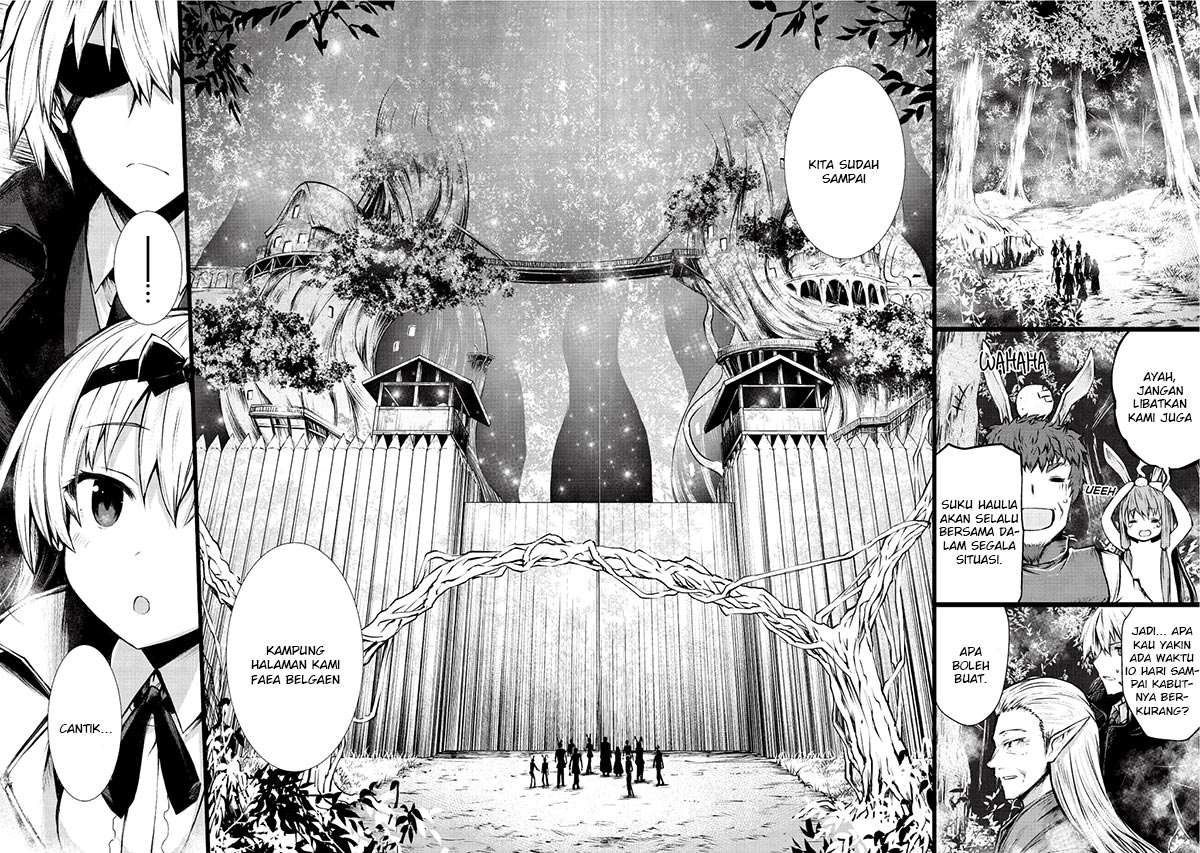 AYAH,
JANGAN
LIBATKAN
KAMI JUGA
WAHAHA
UEEH
SUKU HAULIA
AKAN SELALU
BERSAMA DA-
LAM SEGALA
SITUASI.
JADI... APA
KAU YAKIN
ADA WAKTU
10 HARI SAM-
PAI KABUT-
NYA BER-
KURANG?
APA
BOLEH
BUAT.
KITA SUDAH
SAMPAI
KAMPUNG
HALAMAN KAMI
FAEA BELGAEN
!...
CANTIK...